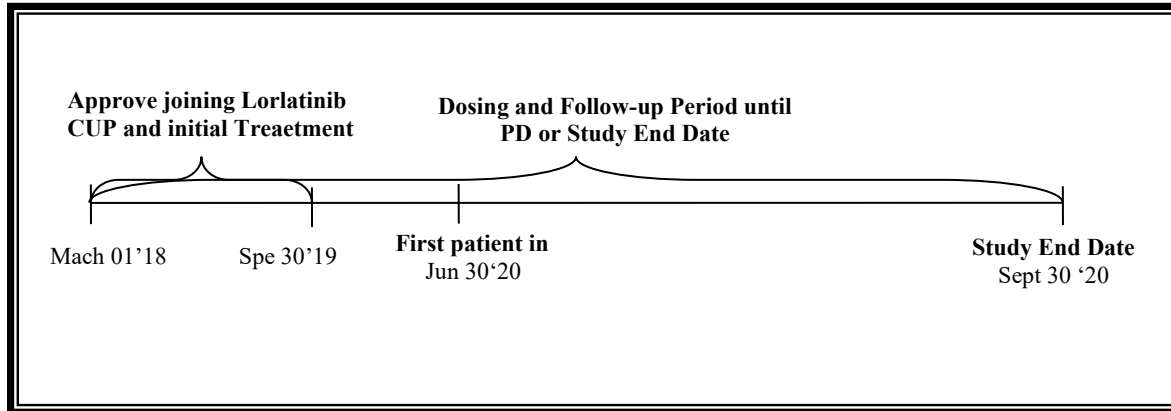 Approve joining Lorlatinib
CUP and initial Treaetment
Dosing and Follow-up Period until
PD or Study End Date
Mach 01’18
Spe 30’19
First patient in
Jun 30‘20
Study End Date
Sept 30 ‘20